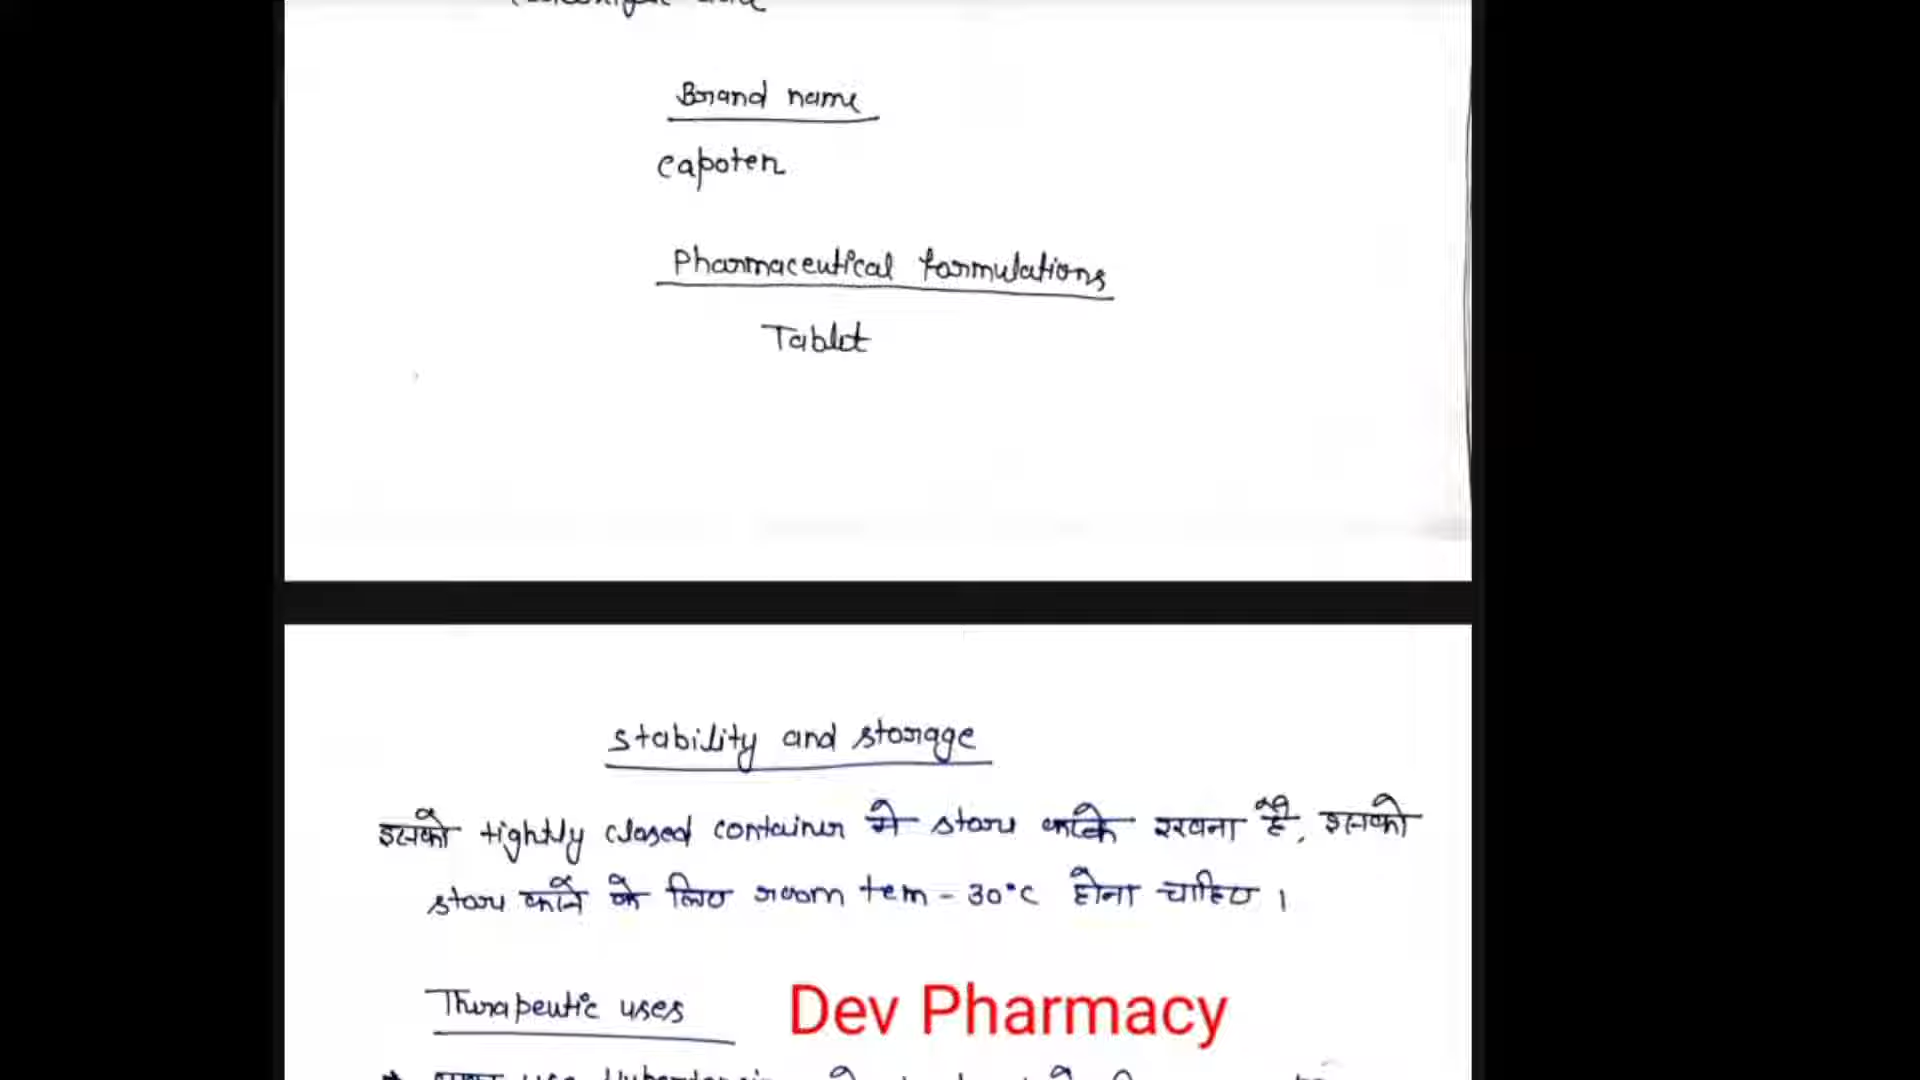 Brand name
Capoten
Pharmaceutical formulations
Tablet
Stability and storage
इसको tightly closed container मे store करके रखना है, इसको
store करने के लिए room tem - 30°C होना चाहिए ।
Therapeutic uses
Dev Pharmacy